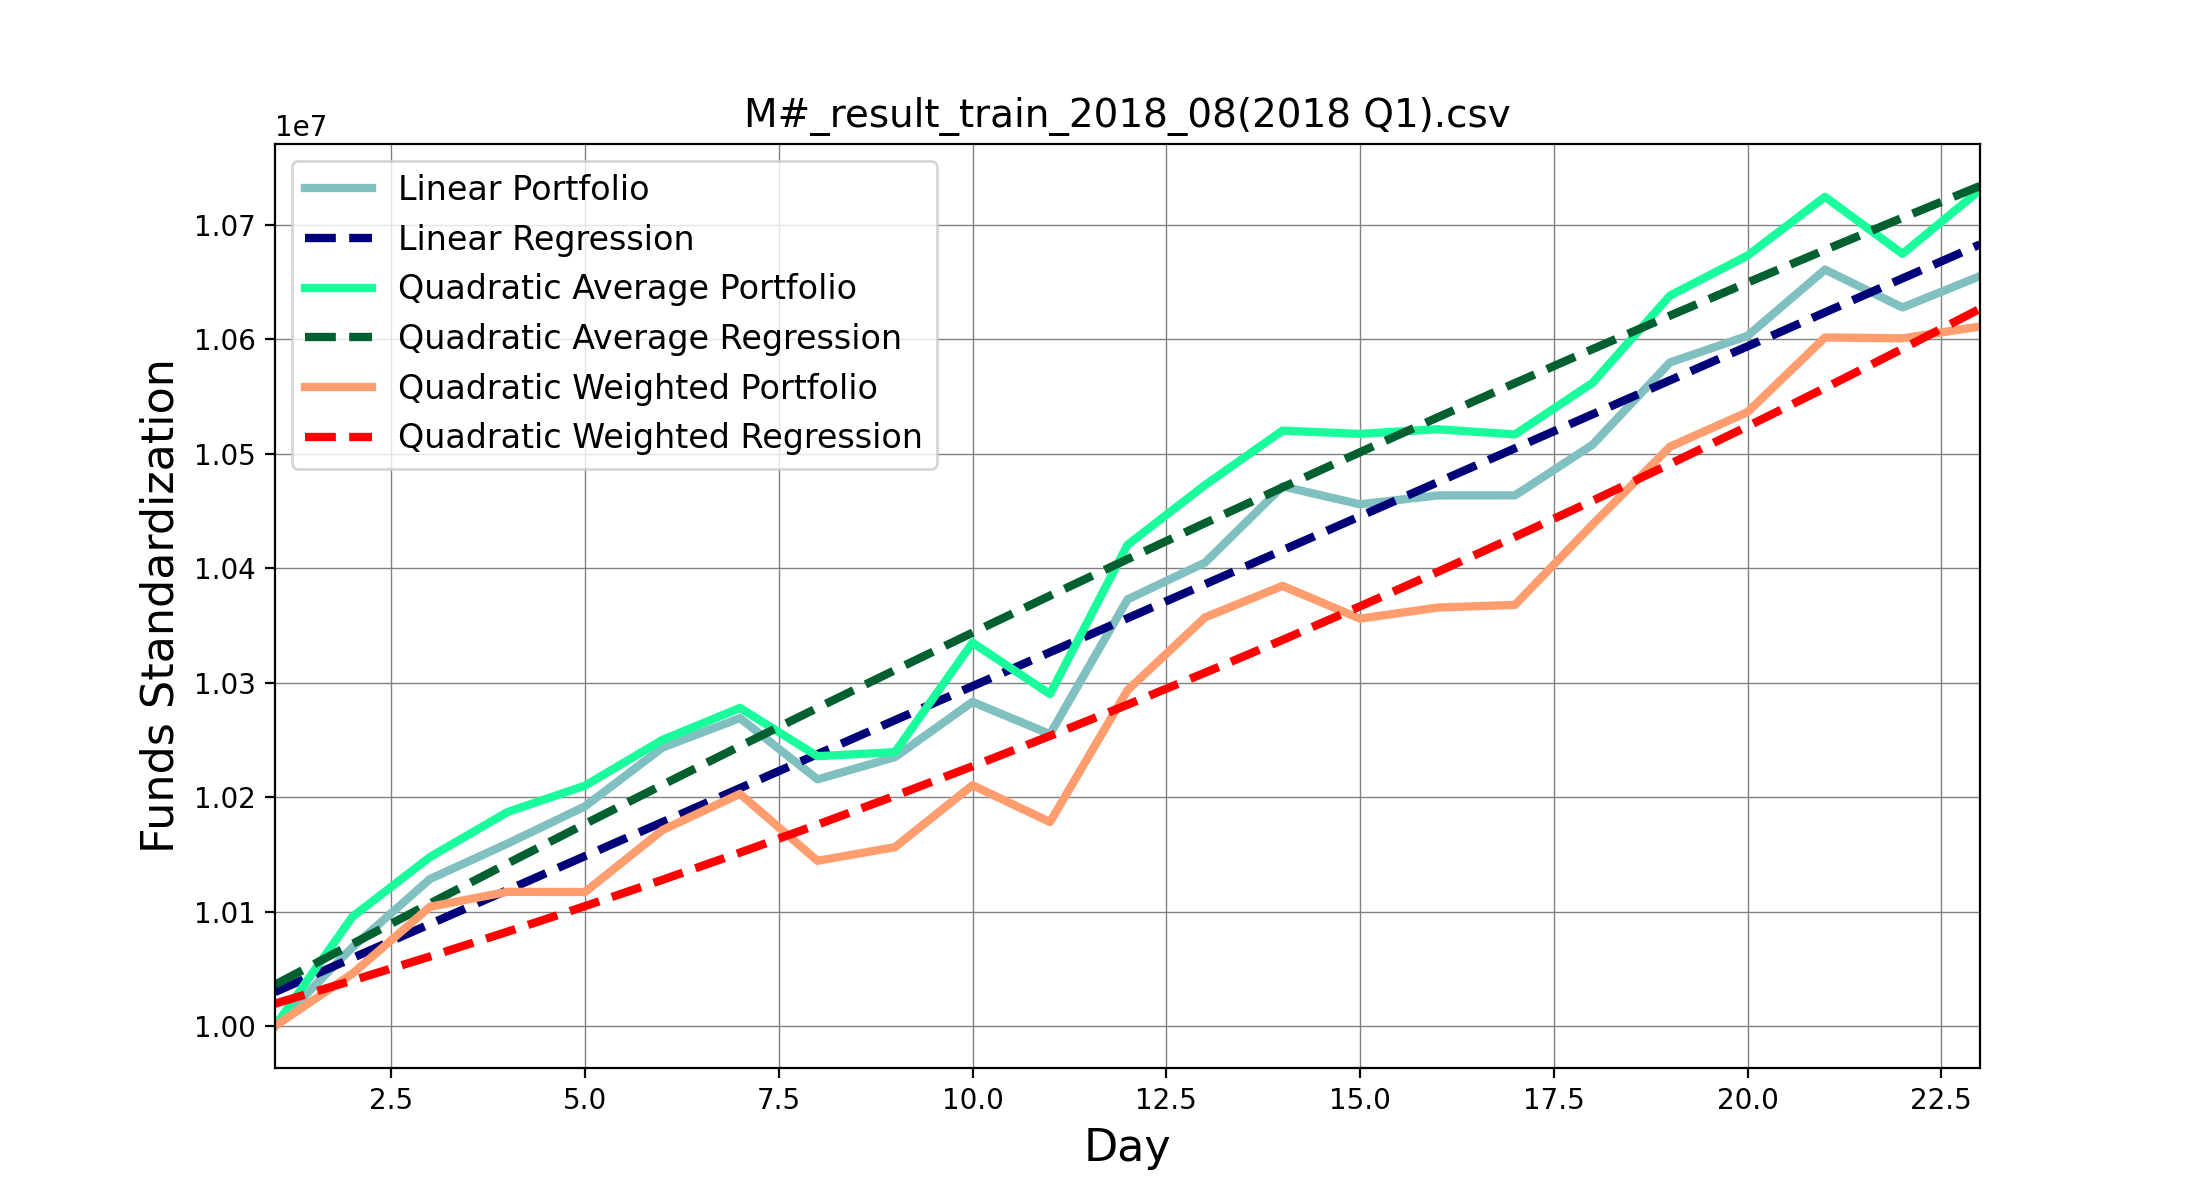 M#_result_train_2018_08(2018 Q1).csv
1e7
Linear Portfolio
Linear Regression
Quadratic Average Portfolio
Quadratic Average Regression
Quadratic Weighted Portfolio
Quadratic Weighted Regression
Funds Standardization
1.07
1.06
1.05
1.04
1.03
1.02
1.01
1.00
2.5 5.0 7.5 10.0 12.5 15.0 17.5 20.0 22.5
Day